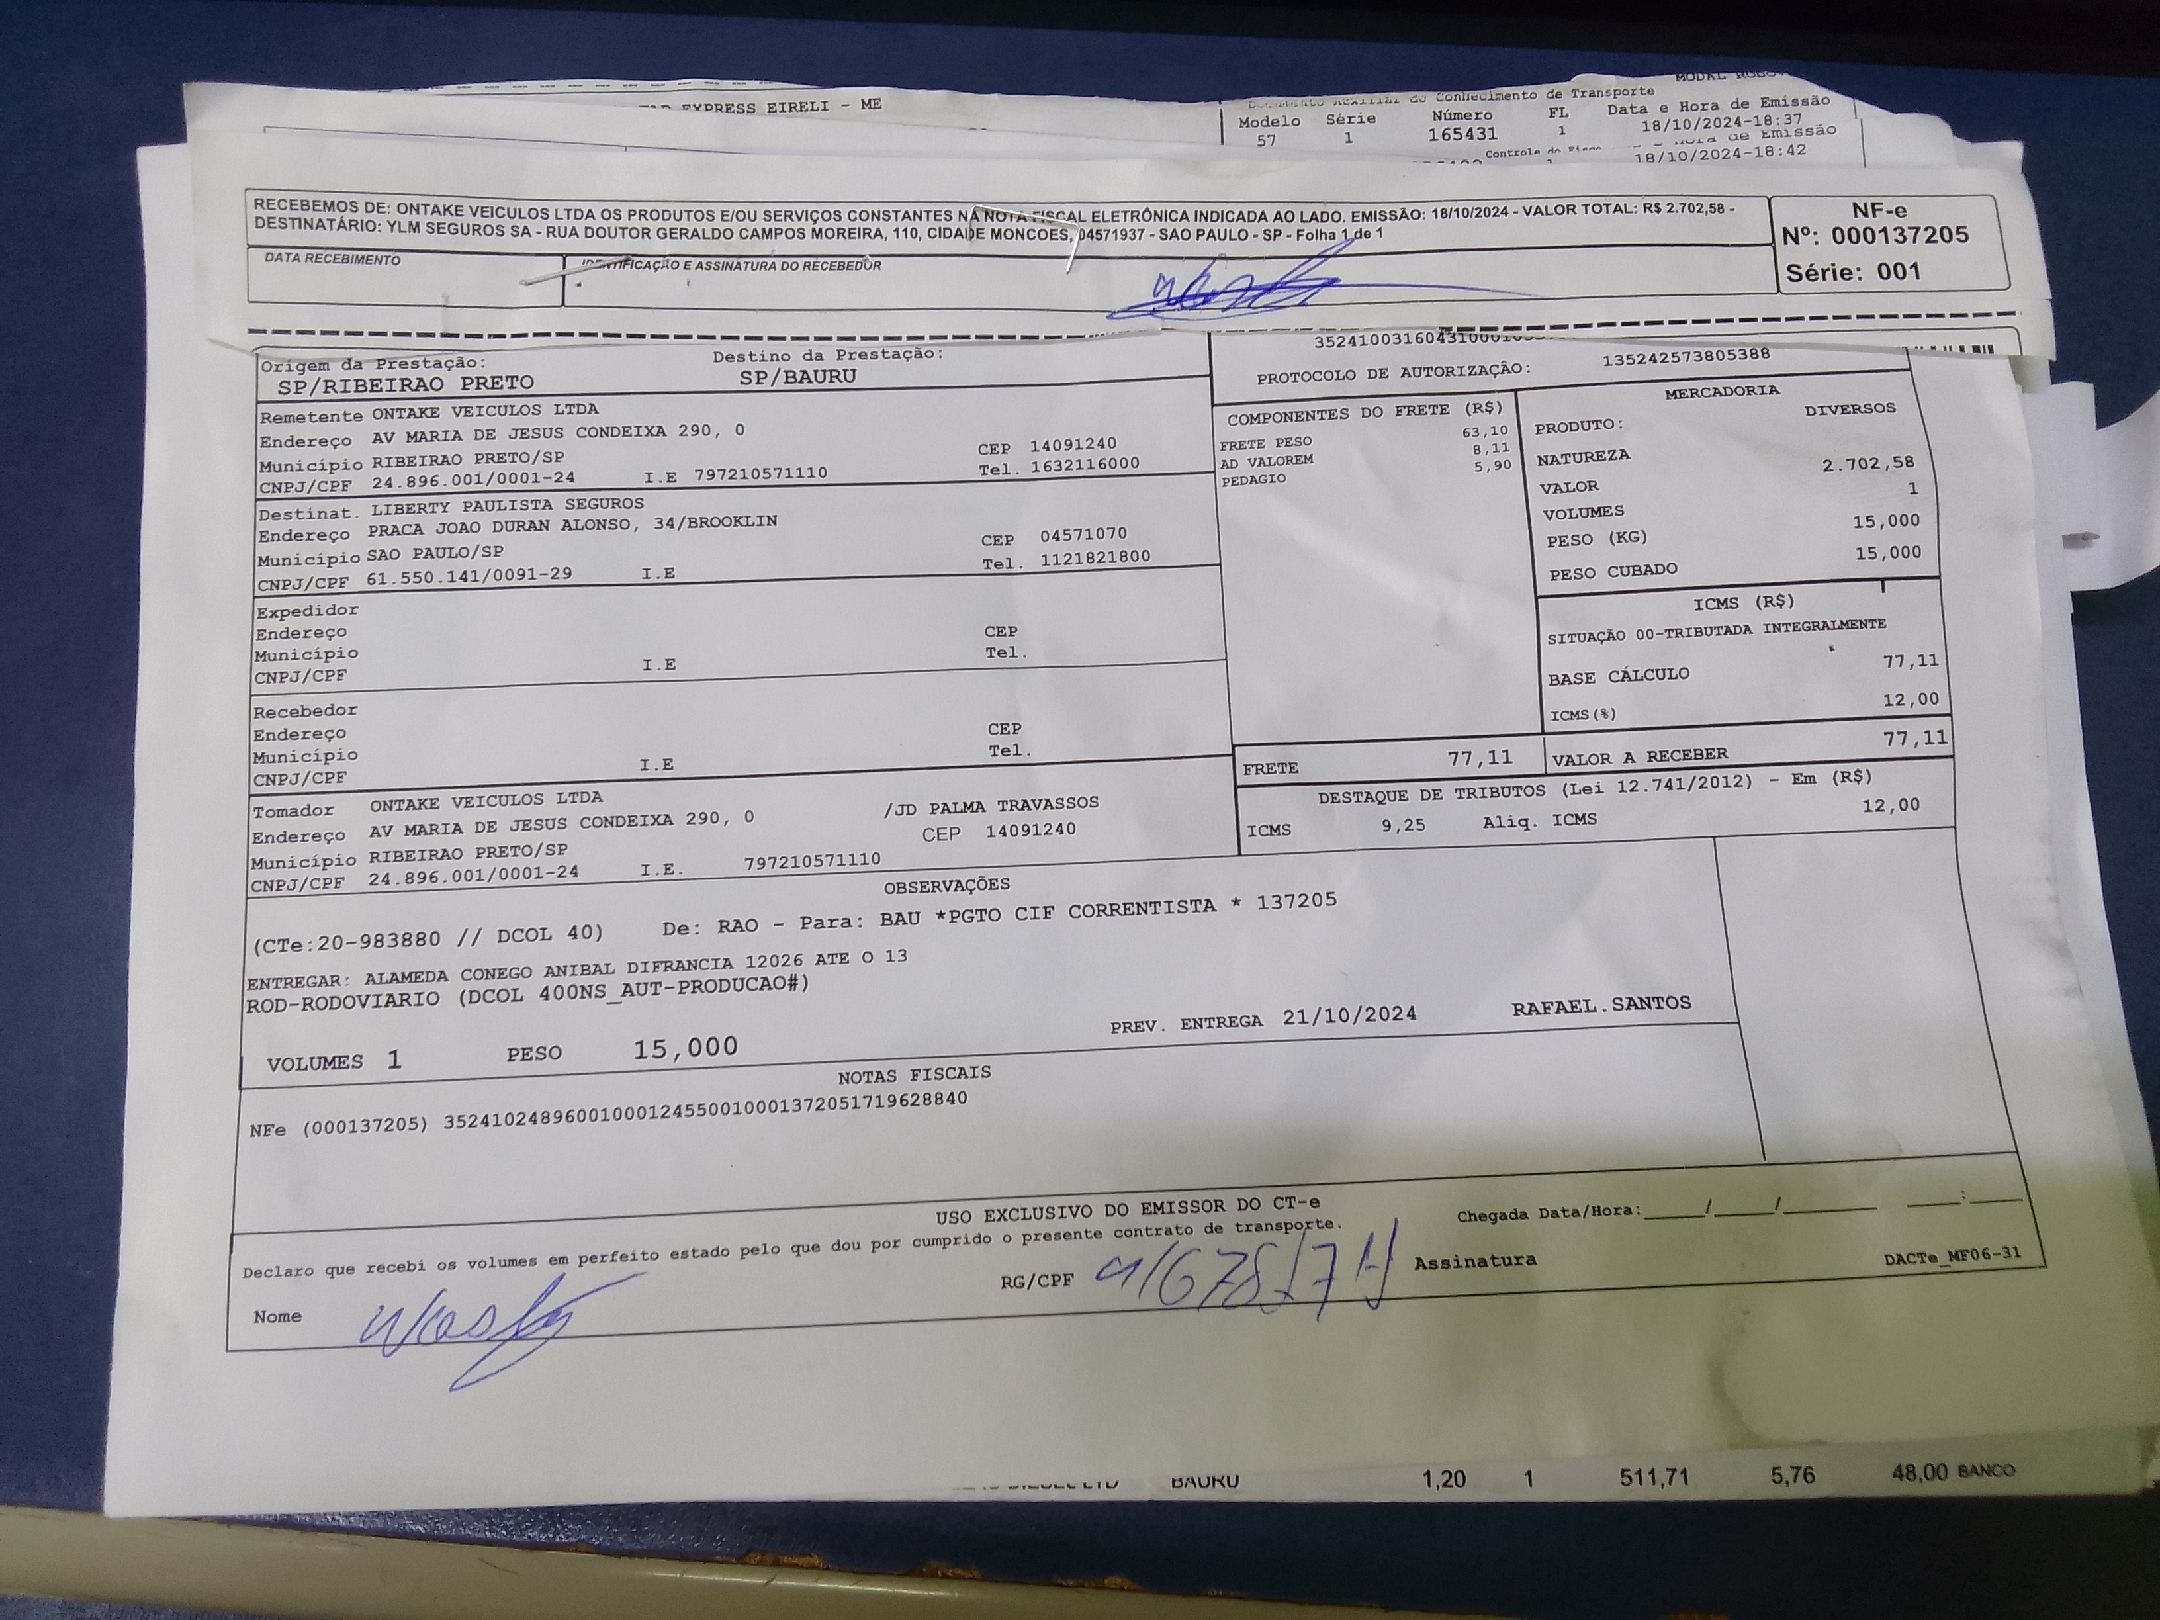 EXPRESS EIRELI - ME
Conhecimento de Transporte
Modelo Série Número FL Data e Hora de Emissão
57 1 165431 1 18/10/2024-18:37
de Emissão
18/10/2024-18:42
RECEBEMOS DE: ONTAKE VEICULOS LTDA OS PRODUTOS E/OU SERVIÇOS CONSTANTES NA NOTA FISCAL ELETRÔNICA INDICADA AO LADO. EMISSÃO: 18/10/2024 - VALOR TOTAL: R$ 2.702,58 -
DESTINATÁRIO: YLM SEGUROS SA - RUA DOUTOR GERALDO CAMPOS MOREIRA, 110, CIDADE MONCOES, 04571937 - SAO PAULO - SP - Folha 1 de 1
NF-e
Nº: 000137205
Série: 001
DATA RECEBIMENTO
IDENTIFICAÇÃO E ASSINATURA DO RECEBEDOR
Origem da Prestação: Destino da Prestação:
SP/RIBEIRAO PRETO SP/BAURU
PROTOCOLO DE AUTORIZAÇÃO: 135242573805388
Remetente ONTAKE VEICULOS LTDA
Endereço AV MARIA DE JESUS CONDEIXA 290, 0
Município RIBEIRAO PRETO/SP CEP 14091240
CNPJ/CPF 24.896.001/0001-24 I.E 797210571110 Tel. 1632116000
Destinat. LIBERTY PAULISTA SEGUROS
Endereço PRACA JOAO DURAN ALONSO, 34/BROOKLIN
Município SAO PAULO/SP CEP 04571070
CNPJ/CPF 61.550.141/0091-29 I.E Tel. 1121821800
Expedidor
Endereço CEP
Município Tel.
CNPJ/CPF I.E
Recebedor
Endereço CEP
Município Tel.
CNPJ/CPF I.E
Tomador ONTAKE VEICULOS LTDA
Endereço AV MARIA DE JESUS CONDEIXA 290, 0 /JD PALMA TRAVASSOS
Município RIBEIRAO PRETO/SP CEP 14091240
CNPJ/CPF 24.896.001/0001-24 I.E. 797210571110
COMPONENTES DO FRETE (R$)
FRETE PESO 63,10
AD VALOREM 8,11
PEDAGIO 5,90
MERCADORIA
PRODUTO: DIVERSOS
NATUREZA
VALOR 2.702,58
VOLUMES 1
PESO (KG) 15,000
PESO CUBADO 15,000
ICMS (R$)
SITUAÇÃO 00-TRIBUTADA INTEGRALMENTE
BASE CÁLCULO 77,11
ICMS(%) 12,00
FRETE 77,11 VALOR A RECEBER 77,11
DESTAQUE DE TRIBUTOS (Lei 12.741/2012) - Em (R$)
ICMS 9,25 Aliq. ICMS 12,00
OBSERVAÇÕES
(CTe:20-983880 // DCOL 40) De: RAO - Para: BAU *PGTO CIF CORRENTISTA * 137205
ENTREGAR: ALAMEDA CONEGO ANIBAL DIFRANCIA 12026 ATE O 13
ROD-RODOVIARIO (DCOL 400NS_AUT-PRODUCAO#)
VOLUMES 1 PESO 15,000 PREV. ENTREGA 21/10/2024 RAFAEL.SANTOS
NOTAS FISCAIS
NFe (000137205) 35241024896001000124550010001372051719628840
USO EXCLUSIVO DO EMISSOR DO CT-e
Declaro que recebi os volumes em perfeito estado pelo que dou por cumprido o presente contrato de transporte.
Chegada Data/Hora:____/____/______ ____:____
Nome RG/CPF Assinatura DACTe_MF06-31
BAURU 1,20 1 511,71 5,76 48,00 BANCO